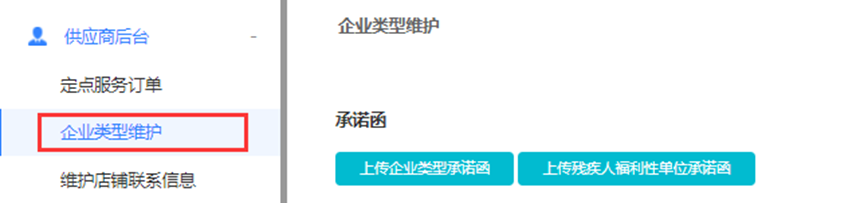 供应商后台 -
定点服务订单
企业类型维护
维护店铺联系信息
企业类型维护
承诺函
上传企业类型承诺函
上传残疾人福利性单位承诺函